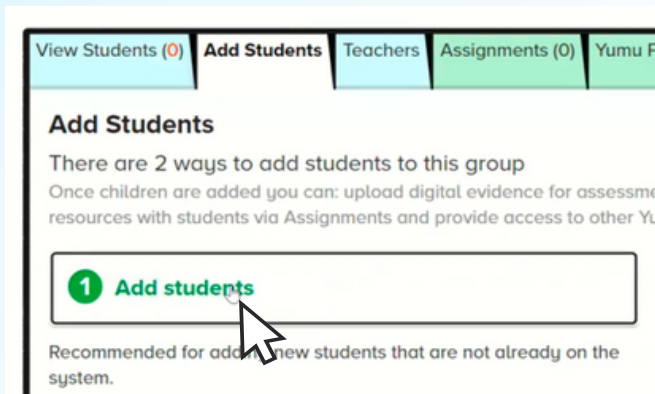 View Students (0) Add Students Teachers Assignments (0) Yumu
Add Students
There are 2 ways to add students to this group
Once children are added you can: upload digital evidence for
resources with students via Assignments and provide access to other
1 Add students
Recommended for new students that are not already on the
system.